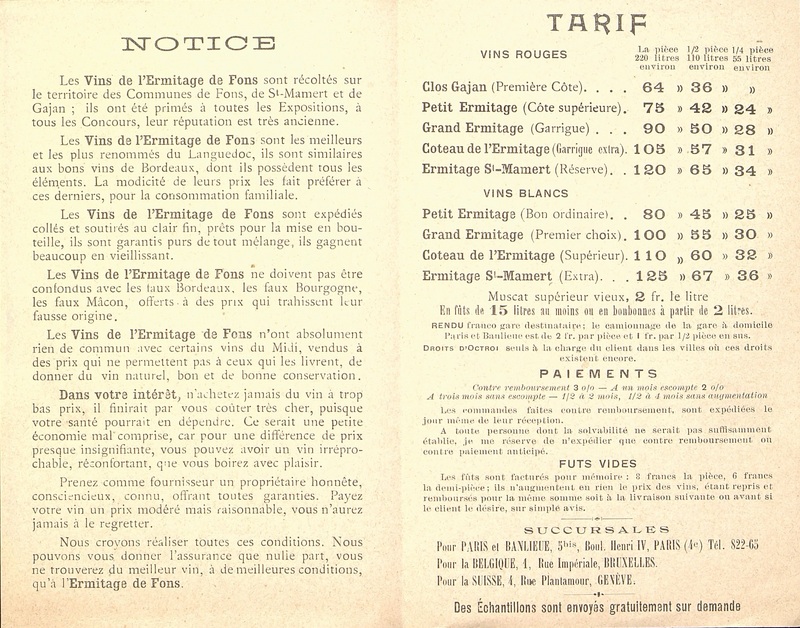 NOTICE
Les Vins de l'Ermitage de Fons sont récoltés sur
le territoire des Communes de Fons, de St-Mamert et de
Gajan ; ils ont été primés à toutes les Expositions, à
tous les Concours, leur réputation est très ancienne.
Les Vins de l'Ermitage de Fons sont les meilleurs
et les plus renommés du Languedoc, ils sont similaires
aux bons vins de Bordeaux, dont ils possèdent tous les
éléments. La modicité de leurs prix les fait préférer à
ces derniers, pour la consommation familiale.
Les Vins de l'Ermitage de Fons sont expédiés
collés et soutirés au clair fin, prêts pour la mise en bou-
teille, ils sont garantis purs de tout mélange, ils gagnent
beaucoup en vieillissant.
Les Vins de l'Ermitage de Fons ne doivent pas être
confondus avec les faux Bordeaux, les faux Bourgogne,
les faux Mâcon, offerts à des prix qui trahissent leur
fausse origine.
Les Vins de l'Ermitage de Fons n'ont absolument
rien de commun avec certains vins du Midi, vendus à
des prix qui ne permettent pas à ceux qui les livrent, de
donner du vin naturel, bon et de bonne conservation.
Dans votre intérêt, n'achetez jamais du vin à trop
bas prix, il finirait par vous coûter très cher, puisque
votre santé pourrait en dépendre. Ce serait une petite
économie mal comprise, car pour une différence de prix
presque insignifiante, vous pouvez avoir un vin irrépro-
chable, réconfortant, que vous boirez avec plaisir.
Prenez comme fournisseur un propriétaire honnête,
consciencieux, connu, offrant toutes garanties. Payez
votre vin un prix modéré mais raisonnable, vous n'aurez
jamais à le regretter.
Nous croyons réaliser toutes ces conditions. Nous
pouvons vous donner l'assurance que nulle part, vous
ne trouverez du meilleur vin, à de meilleures conditions,
qu'à l'Ermitage de Fons.
TARIF
VINS ROUGES La pièce 220 litres environ 1/2 pièce 110 litres environ 1/4 pièce 55 litres environ
Clos Gajan (Première Côte). . . . 64 » 36 » »
Petit Ermitage (Côte supérieure). 75 » 42 » 24 »
Grand Ermitage (Garrigue) . . . 90 » 50 » 28 »
Coteau de l'Ermitage (Garrigue extra). 105 » 57 » 31 »
Ermitage St-Mamert (Réserve). . 120 » 65 » 34 »
VINS BLANCS
Petit Ermitage (Bon ordinaire). . 80 » 45 » 25 »
Grand Ermitage (Premier choix). 100 » 55 » 30 »
Coteau de l'Ermitage (Supérieur). 110 » 60 » 32 »
Ermitage St-Mamert (Extra). . . 125 » 67 » 36 »
Muscat supérieur vieux, 2 fr. le litre
En fûts de 15 litres au moins ou en bonbonnes à partir de 2 litres.
RENDU franco gare destinataire ; le camionnage de la gare à domicile
Paris et Banlieue est de 2 fr. par pièce et 1 fr. par 1/2 pièce en sus.
DROITS D'OCTROI seuls à la charge du client dans les villes où ces droits
existent encore.
PAIEMENTS
Contre remboursement 3 o/o — A un mois escompte 2 o/o
A trois mois sans escompte — 1/2 à 2 mois, 1/2 à 4 mois sans augmentation
Les commandes faites contre remboursement, sont expédiées le
jour même de leur réception.
A toute personne dont la solvabilité ne serait pas suffisamment
établie, je me réserve de n'expédier que contre remboursement ou
contre paiement anticipé.
FUTS VIDES
Les fûts sont facturés pour mémoire : 8 francs la pièce, 6 francs
la demi-pièce ; ils n'augmentent en rien le prix des vins, étant repris et
remboursés pour la même somme soit à la livraison suivante ou avant si
le client le désire, sur simple avis.
SUCCURSALES
Pour PARIS et BANLIEUE, 5bis, Boul. Henri IV, PARIS (4e) Tél. 822-65
Pour la BELGIQUE, 1, Rue Impériale, BRUXELLES.
Pour la SUISSE, 4, Rue Plantamour, GENÈVE.
Des Échantillons sont envoyés gratuitement sur demande